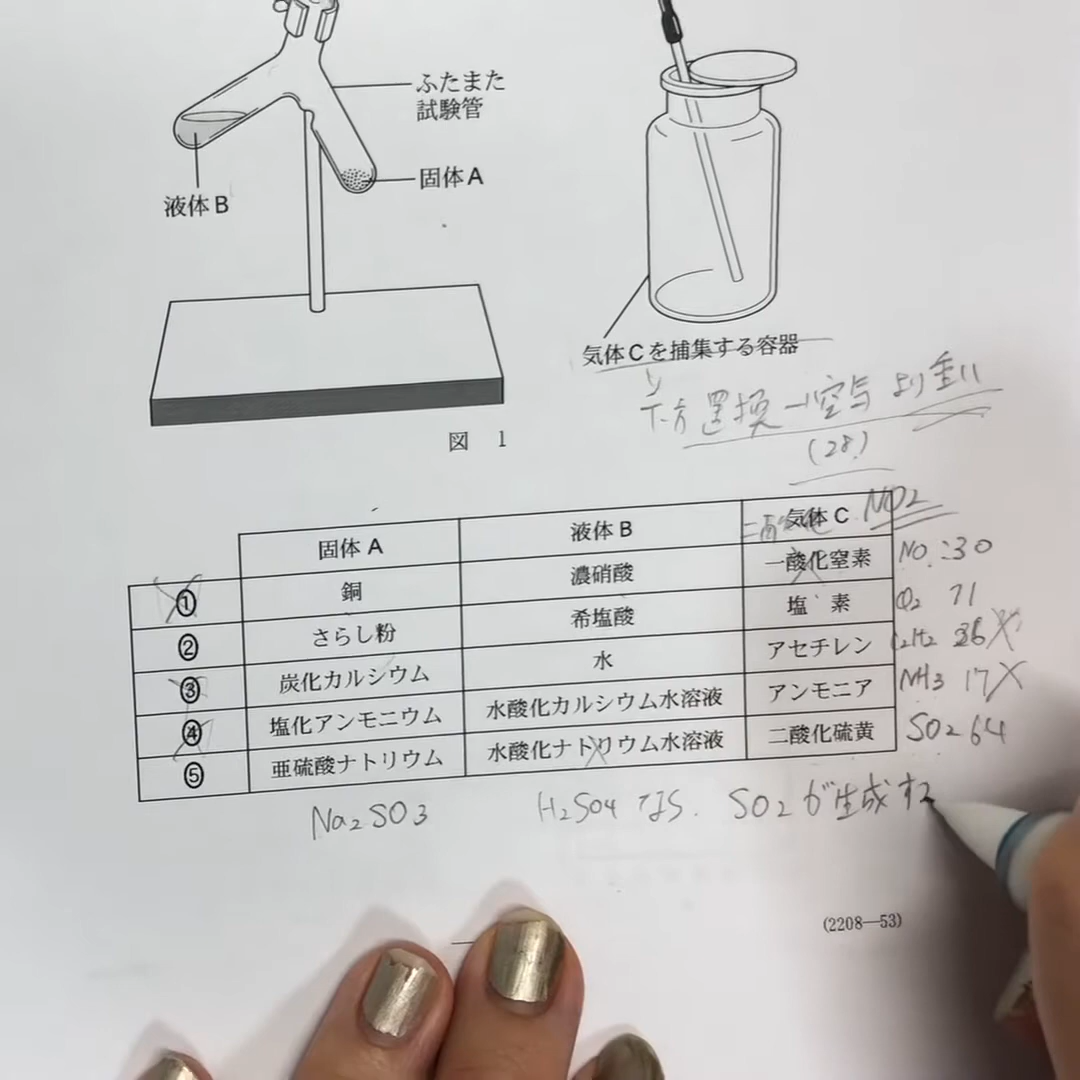 ふたまた
試験管
固体A
液体B
気体Cを捕集する容器
下方置換→空気より重い
(28.)
図 1
NO2
固体A 液体B 気体C
① 銅 濃硝酸 一酸化窒素 NO.:30
② さらし粉 希塩酸 塩素 Cl2 71
③ 炭化カルシウム 水 アセチレン C2H2 26X
④ 塩化アンモニウム 水酸化カルシウム水溶液 アンモニア NH3 17X
⑤ 亜硫酸ナトリウム 水酸化ナトリウム水溶液 二酸化硫黄 SO2 64
Na2SO3 H2SO4 なら. SO2が生成する
(2208―53)